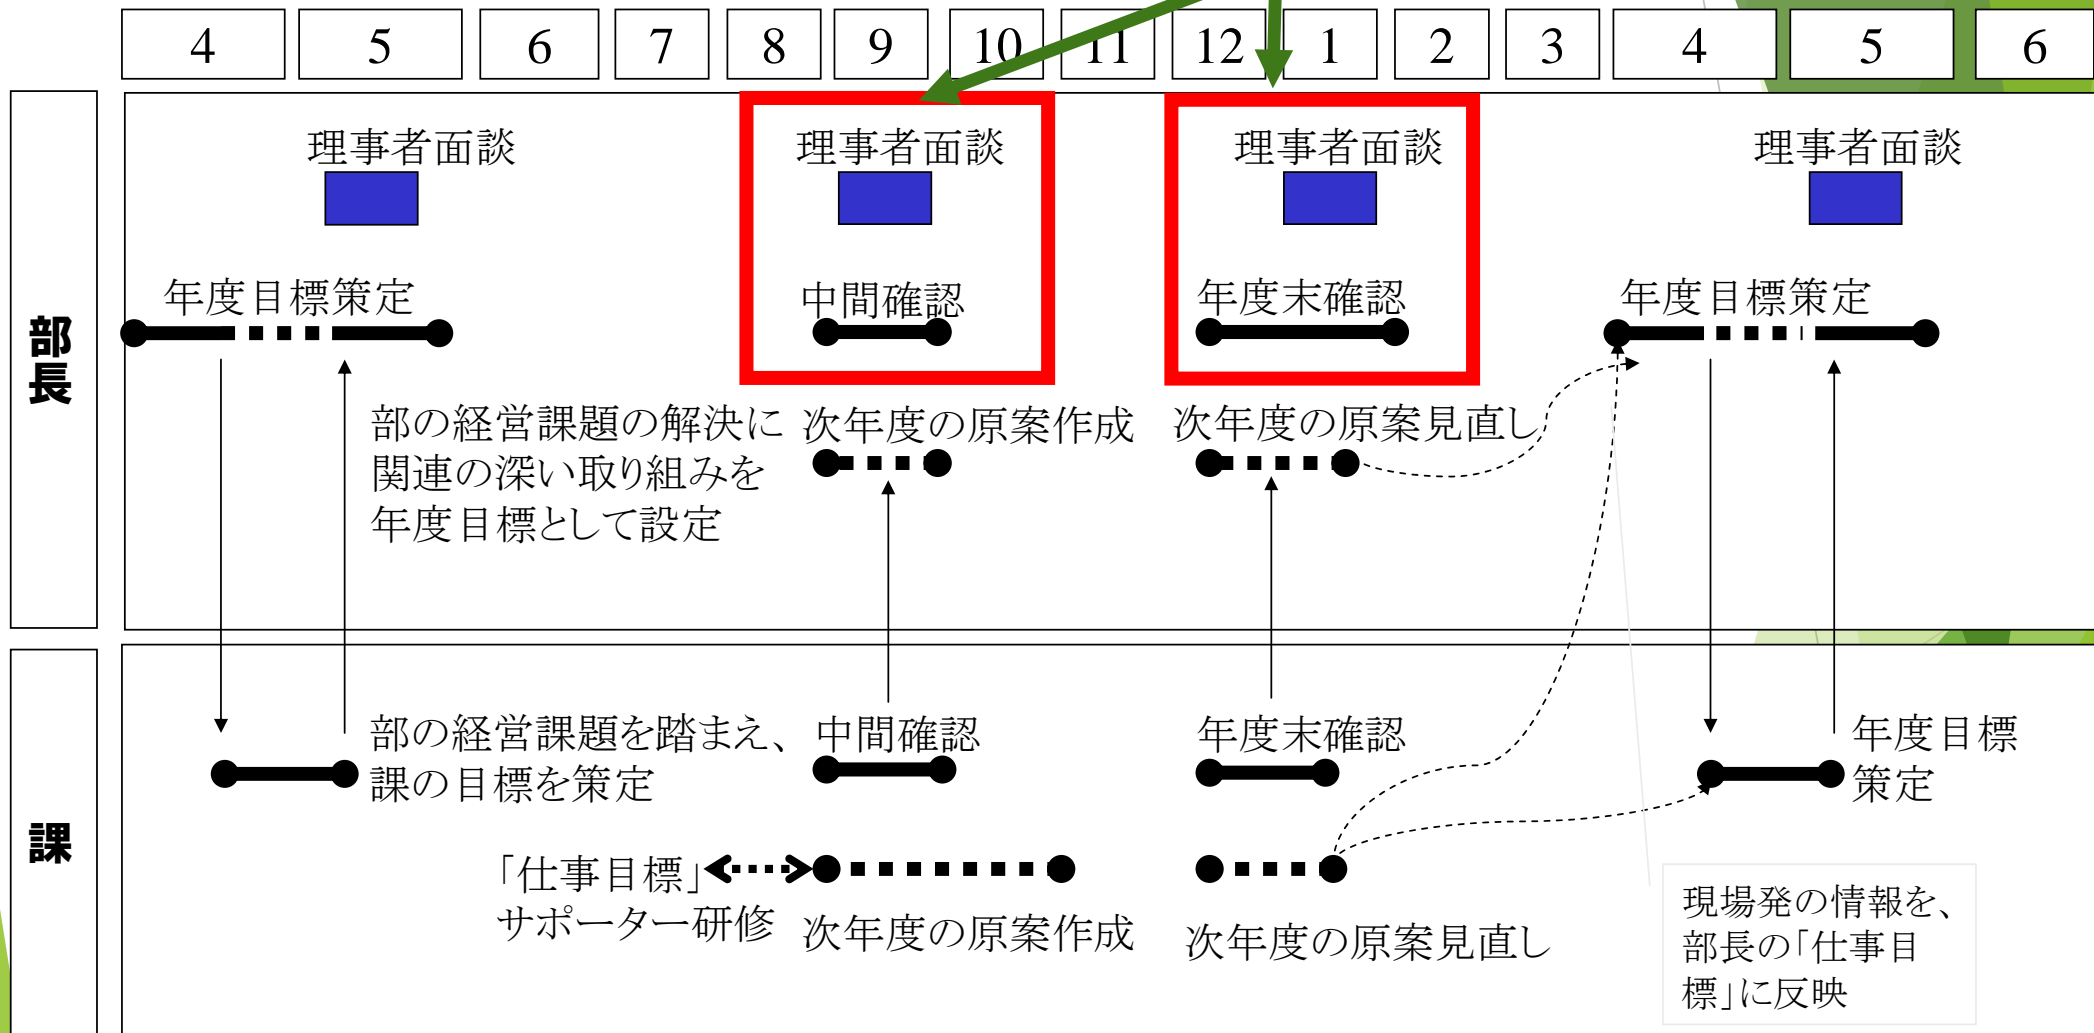 4 5 6 7 8 9 10 11 12 1 2 3 4 5 6
部長
理事者面談 理事者面談 理事者面談 理事者面談
年度目標策定 中間確認 年度末確認 年度目標策定
部の経営課題の解決に
関連の深い取り組みを
年度目標として設定
次年度の原案作成 次年度の原案見直し
課
部の経営課題を踏まえ、
課の目標を策定
中間確認 年度末確認
年度目標
策定
「仕事目標」
サポーター研修
次年度の原案作成 次年度の原案見直し
現場発の情報を、
部長の「仕事目
標」に反映